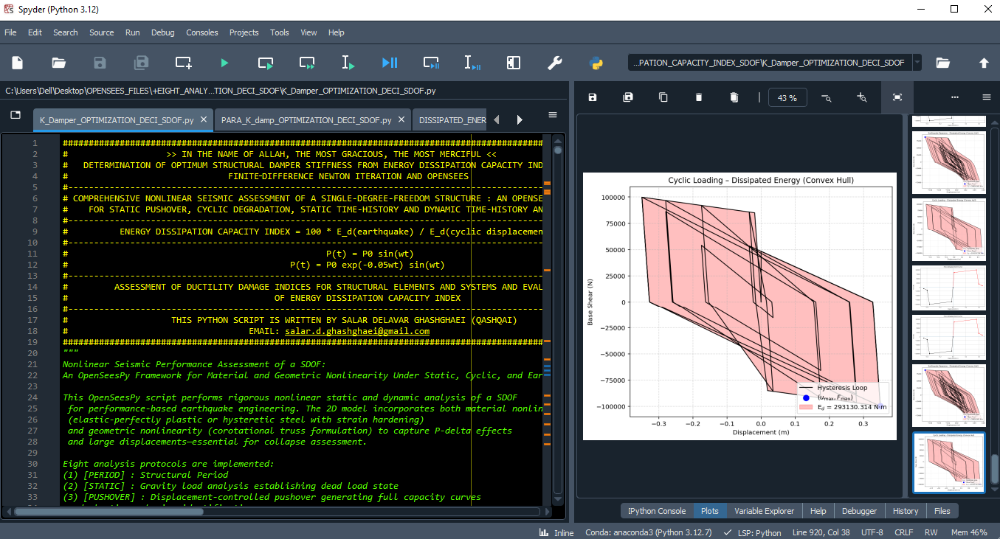 Spyder (Python 3.12)
File Edit Search Source Run Debug Consoles Projects Tools View Help
...PATION_CAPACITY_INDEX_SDOF\K_Damper_OPTIMIZATION_DECI_SDOF
C:\Users\Dell\Desktop\OPENSEES_FILES\+EIGHT_ANALY...TION_DECI_SDOF\K_Damper_OPTIMIZATION_DECI_SDOF.py
43 %
K_Damper_OPTIMIZATION_DECI_SDOF.py PARA_K_damp_OPTIMIZATION_DECI_SDOF.py DISSIPATED_ENER
1 ###########################################################################################
2 # >> IN THE NAME OF ALLAH, THE MOST GRACIOUS, THE MOST MERCIFUL <<
3 # DETERMINATION OF OPTIMUM STRUCTURAL DAMPER STIFFNESS FROM ENERGY DISSIPATION CAPACITY IND
4 # FINITE-DIFFERENCE NEWTON ITERATION AND OPENSEES
5 #------------------------------------------------------------------------------------------
6 # COMPREHENSIVE NONLINEAR SEISMIC ASSESSMENT OF A SINGLE-DEGREE-FREEDOM STRUCTURE : AN OPENSE
7 # FOR STATIC PUSHOVER, CYCLIC DEGRADATION, STATIC TIME-HISTORY AND DYNAMIC TIME-HISTORY AN
8 #------------------------------------------------------------------------------------------
9 # ENERGY DISSIPATION CAPACITY INDEX = 100 * E_d(earthquake) / E_d(cyclic displacemen
10 #------------------------------------------------------------------------------------------
11 # P(t) = P0 sin(wt)
12 # P(t) = P0 exp(-0.05wt) sin(wt)
13 #------------------------------------------------------------------------------------------
14 # ASSESSMENT OF DUCTILITY DAMAGE INDICES FOR STRUCTURAL ELEMENTS AND SYSTEMS AND EVAL
15 # OF ENERGY DISSIPATION CAPACITY INDEX
16 #------------------------------------------------------------------------------------------
17 # THIS PYTHON SCRIPT IS WRITTEN BY SALAR DELAVAR GHASHGHAEI (QASHQAI)
18 # EMAIL: salar.d.ghashghaei@gmail.com
19 ###########################################################################################
20 """
21 Nonlinear Seismic Performance Assessment of a SDOF:
22 An OpenSeesPy Framework for Material and Geometric Nonlinearity Under Static, Cyclic, and Ear
23
24 This OpenSeesPy script performs rigorous nonlinear static and dynamic analysis of a SDOF
25 for performance-based earthquake engineering. The 2D model incorporates both material nonlin
26 (elastic-perfectly plastic or hysteretic steel with strain hardening)
27 and geometric nonlinearity (corotational truss formulation) to capture P-delta effects
28 and large displacements—essential for collapse assessment.
29
30 Eight analysis protocols are implemented:
31 (1) [PERIOD] : Structural Period
32 (2) [STATIC] : Gravity load analysis establishing dead load state
33 (3) [PUSHOVER] : Displacement-controlled pushover generating full capacity curves
Cyclic Loading – Dissipated Energy (Convex Hull)
100000
75000
50000
25000
0
−25000
−50000
−75000
−100000
Base Shear (N)
−0.3 −0.2 −0.1 0.0 0.1 0.2 0.3
Displacement (m)
Hysteresis Loop
(umax, Fmax)
Ed = 293130.314 N·m
IPython Console Plots Variable Explorer Help Debugger History Files
Inline Conda: anaconda3 (Python 3.12.7) LSP: Python Line 920, Col 38 UTF-8 CRLF RW Mem 46%